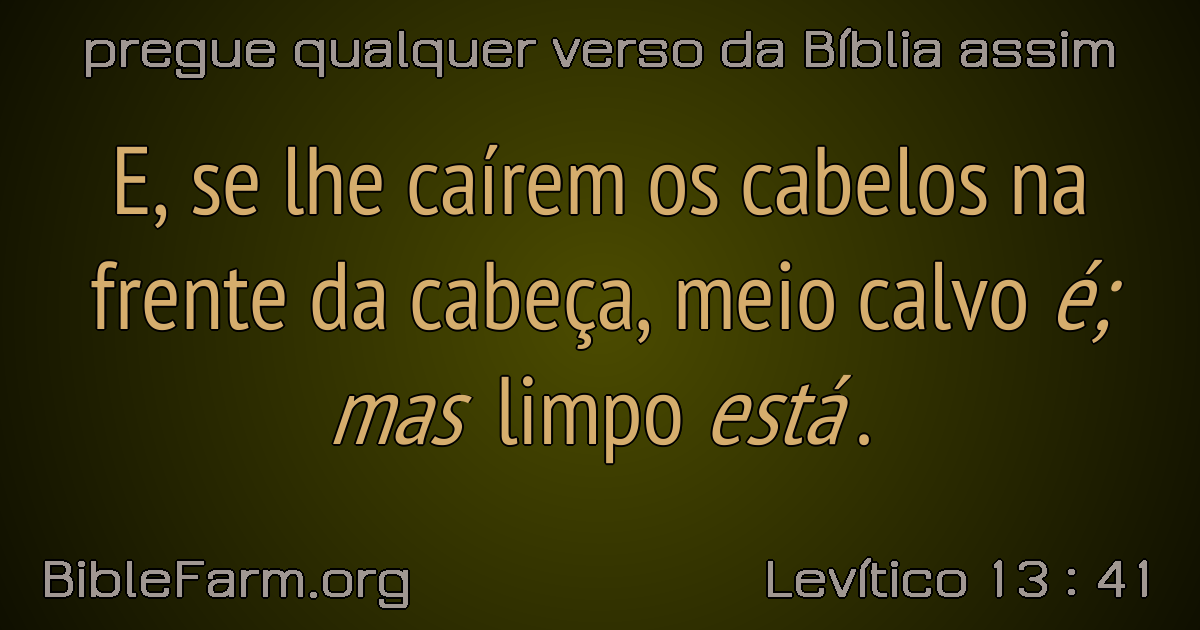 pregue qualquer verso da Bíblia assim
E, se lhe caírem os cabelos na
frente da cabeça, meio calvo é;
mas limpo está.
BibleFarm.org
Levítico 13 : 41